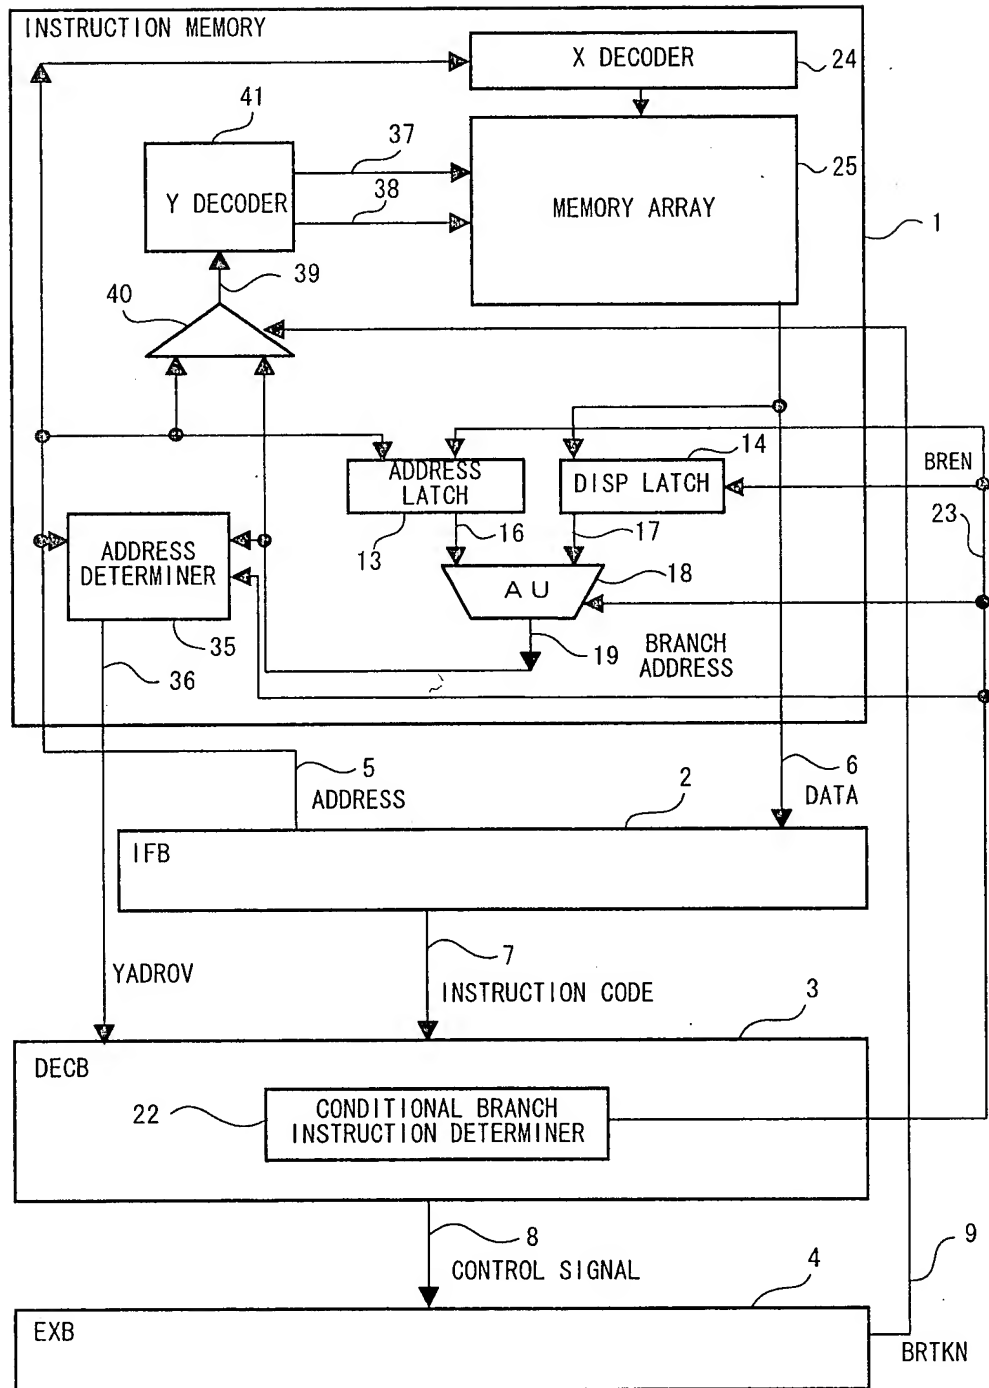 INSTRUCTION MEMORY
X DECODER
24
41
37
25
Y DECODER
38
MEMORY ARRAY
1
39
40
14
BREN
ADDRESS
LATCH
DISP LATCH
23
13
16
17
ADDRESS
DETERMINER
AU
18
35
19
BRANCH
ADDRESS
36
5
ADDRESS
2
6
DATA
IFB
7
YADROV
INSTRUCTION CODE
3
DECB
22
CONDITIONAL BRANCH
INSTRUCTION DETERMINER
8
9
CONTROL SIGNAL
4
EXB
BRTKN